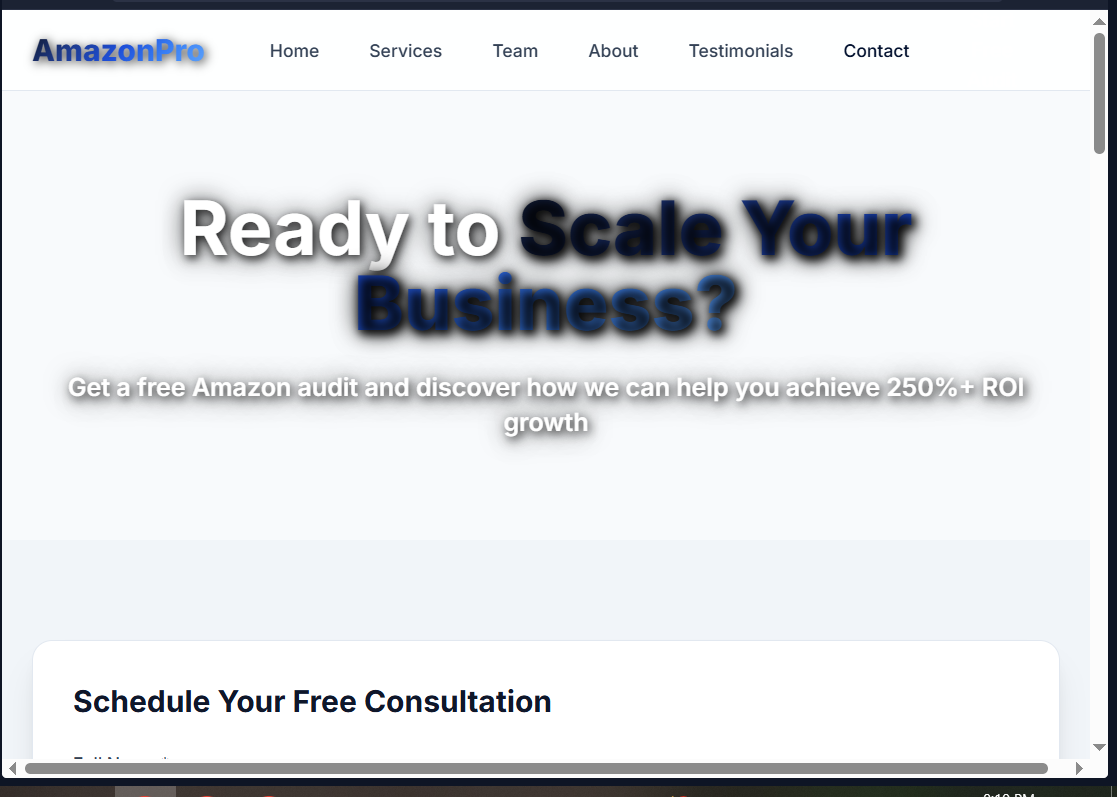 AmazonPro
Home Services Team About Testimonials Contact
Ready to Scale Your
Business?
Get a free Amazon audit and discover how we can help you achieve 250%+ ROI
growth
Schedule Your Free Consultation